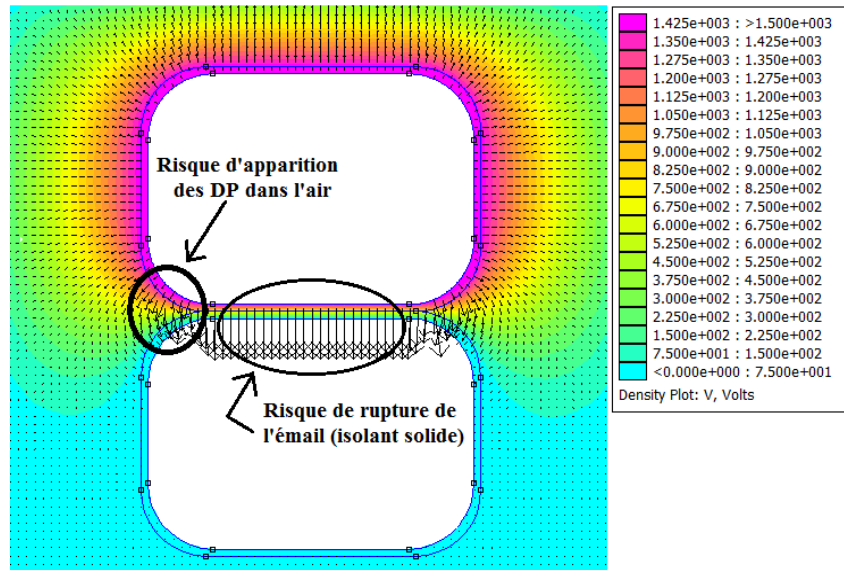 Risque d'apparition
des DP dans l'air
Risque de rupture de
l'émail (isolant solide)
1.425e+003 : >1.500e+003
1.350e+003 : 1.425e+003
1.275e+003 : 1.350e+003
1.200e+003 : 1.275e+003
1.125e+003 : 1.200e+003
1.050e+003 : 1.125e+003
9.750e+002 : 1.050e+003
9.000e+002 : 9.750e+002
8.250e+002 : 9.000e+002
7.500e+002 : 8.250e+002
6.750e+002 : 7.500e+002
6.000e+002 : 6.750e+002
5.250e+002 : 6.000e+002
4.500e+002 : 5.250e+002
3.750e+002 : 4.500e+002
3.000e+002 : 3.750e+002
2.250e+002 : 3.000e+002
1.500e+002 : 2.250e+002
7.500e+001 : 1.500e+002
<0.000e+000 : 7.500e+001
Density Plot: V, Volts